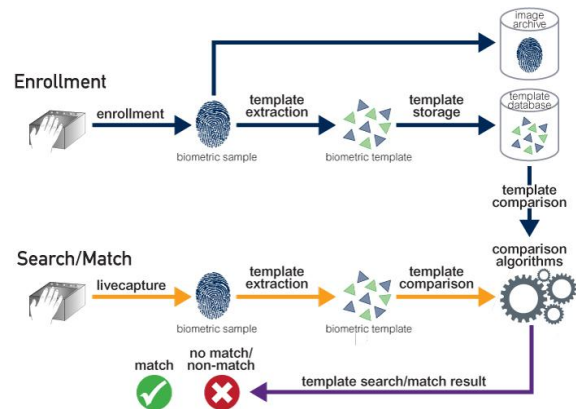 image
archive
Enrollment
enrollment
template
extraction
template
storage
template
database
biometric sample
biometric template
template
comparison
Search/Match
comparison
algorithms
livecapture
template
extraction
template
comparison
biometric sample
biometric template
match
no match/
non-match
template search/match result